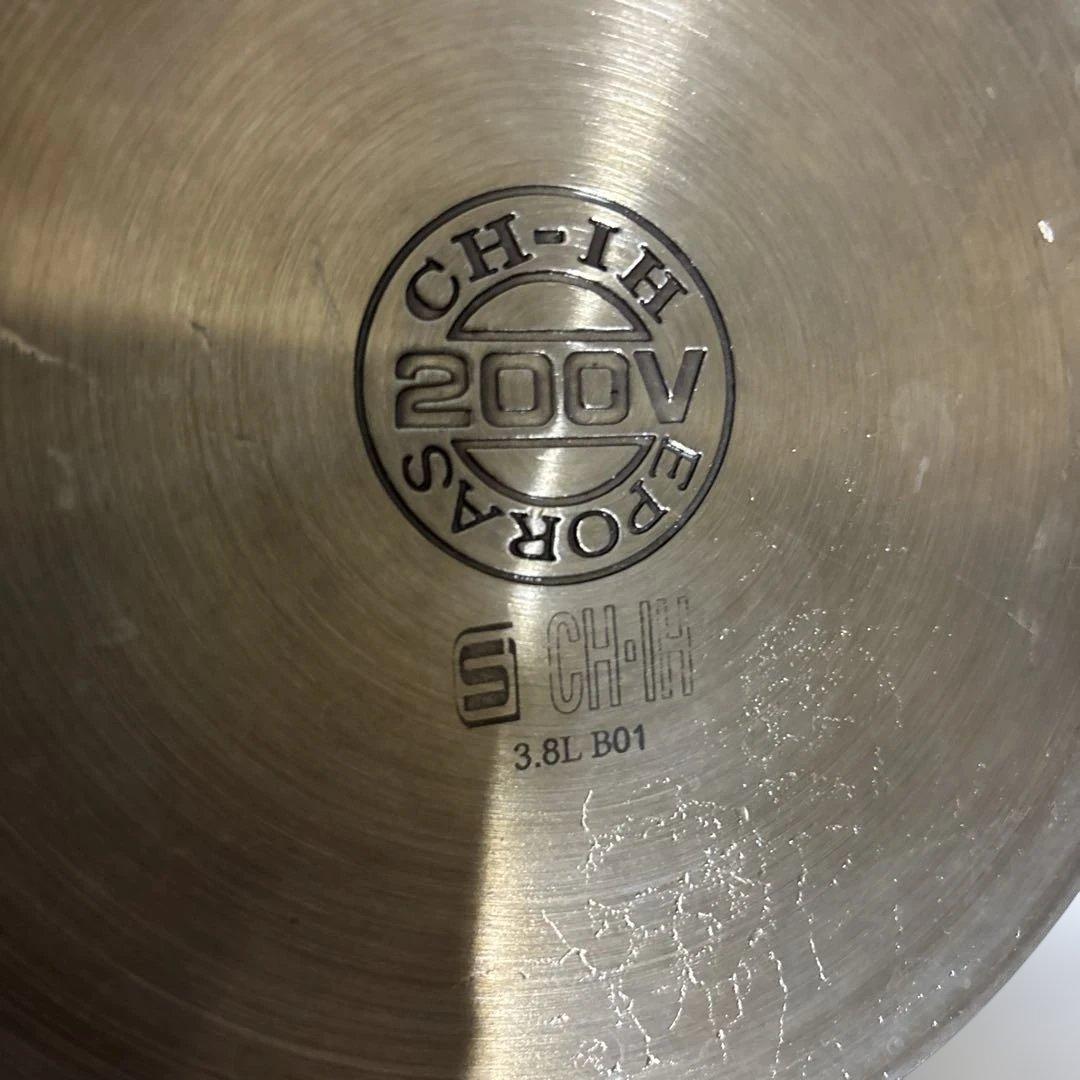 CH-IH
200V
EPORAS
S CH-IH
3.8L B01